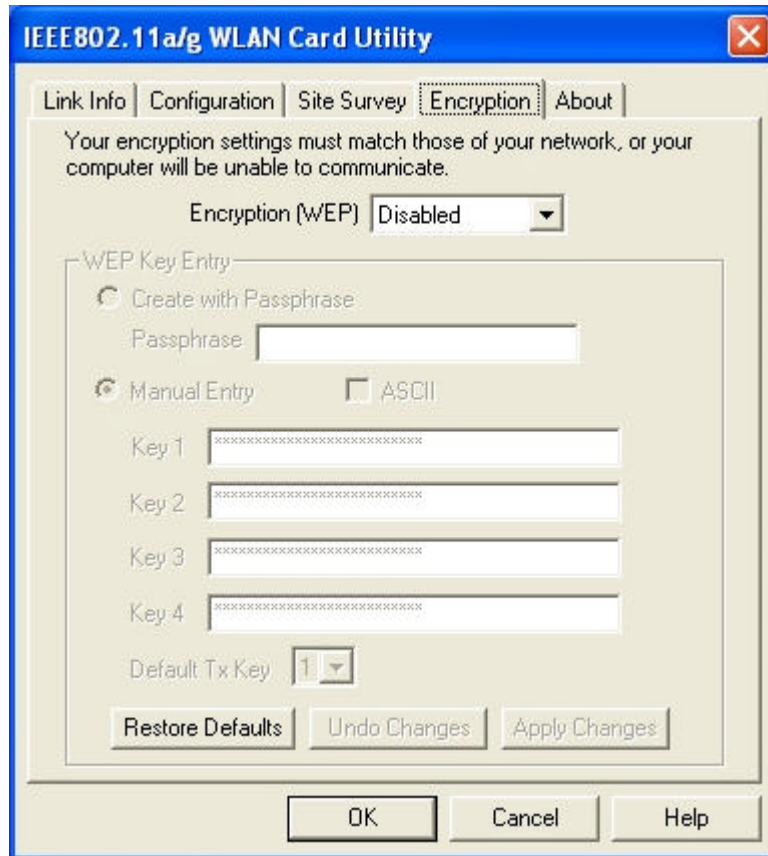 IEEE802.11a/g WLAN Card Utility
Link Info Configuration Site Survey Encryption About
Your encryption settings must match those of your network, or your
computer will be unable to communicate.
Encryption (WEP) Disabled
WEP Key Entry
Create with Passphrase
Passphrase
Manual Entry ASCII
Key 1 **************************
Key 2 **************************
Key 3 **************************
Key 4 **************************
Default Tx Key 1
Restore Defaults Undo Changes Apply Changes
OK Cancel Help